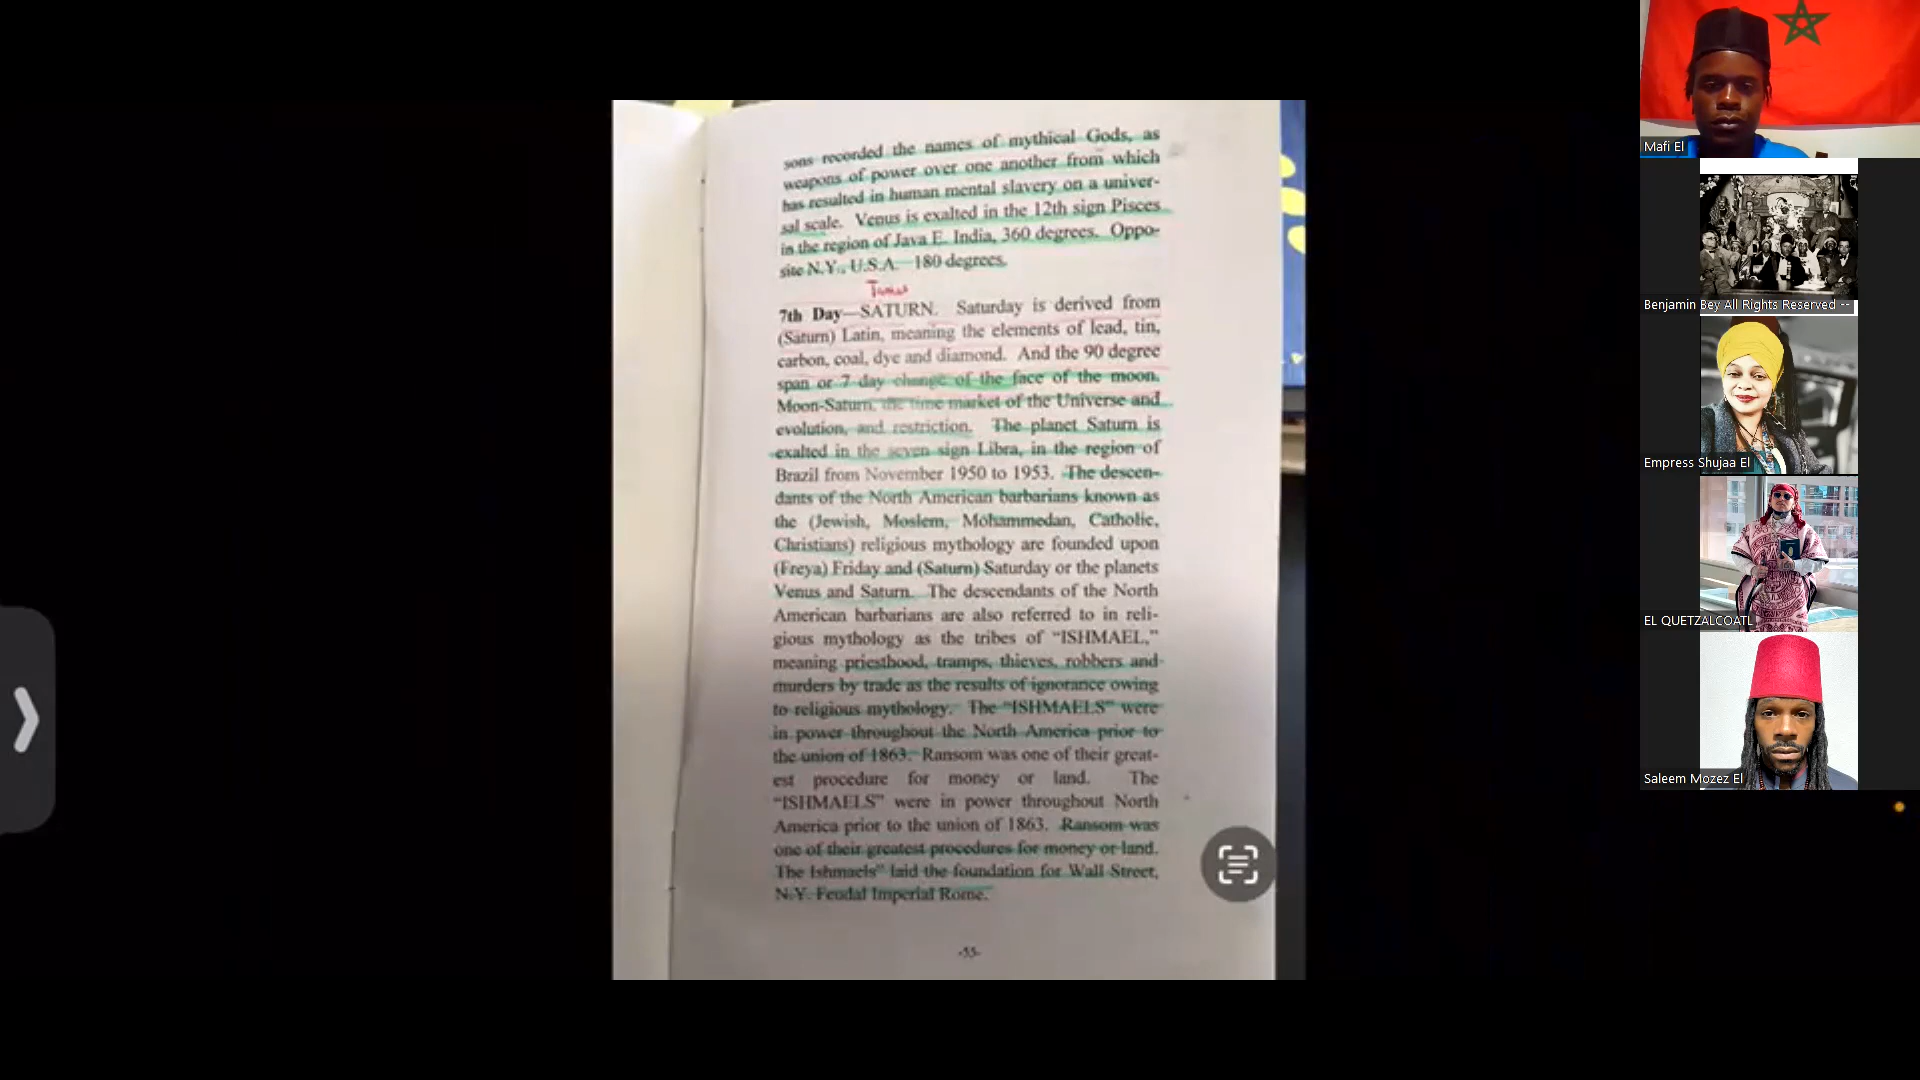 sons recorded the names of mythical Gods, as
weapons of power over one another from which
has resulted in human mental slavery on a univer-
sal scale. Venus is exalted in the 12th sign Pisces
in the region of Java E. India, 360 degrees. Oppo-
site N.Y., U.S.A. 180 degrees.
7th Day—SATURN. Saturday is derived from
(Saturn) Latin, meaning the elements of lead, tin,
carbon, coal, dye and diamond. And the 90 degree
span or 7 day change of the face of the moon.
Moon-Saturn, the time market of the Universe and
evolution, and restriction. The planet Saturn is
exalted in the seven sign Libra, in the region of
Brazil from November 1950 to 1953. The descen-
dants of the North American barbarians known as
the (Jewish, Moslem, Mohammedan, Catholic,
Christians) religious mythology are founded upon
(Freya) Friday and (Saturn) Saturday or the planets
Venus and Saturn. The descendants of the North
American barbarians are also referred to in reli-
gious mythology as the tribes of “ISHMAEL,”
meaning priesthood, tramps, thieves, robbers and
murders by trade as the results of ignorance owing
to religious mythology. The “ISHMAELS” were
in power throughout the North America prior to
the union of 1863. Ransom was one of their great-
est procedure for money or land. The
“ISHMAELS” were in power throughout North
America prior to the union of 1863. Ransom was
one of their greatest procedures for money or land.
The Ishmaels” laid the foundation for Wall Street,
N.Y. Feudal Imperial Rome.
-55-
Mafi El
Benjamin Bey All Rights Reserved --
Empress Shujaa El
EL QUETZALCOATL
Saleem Mozez El